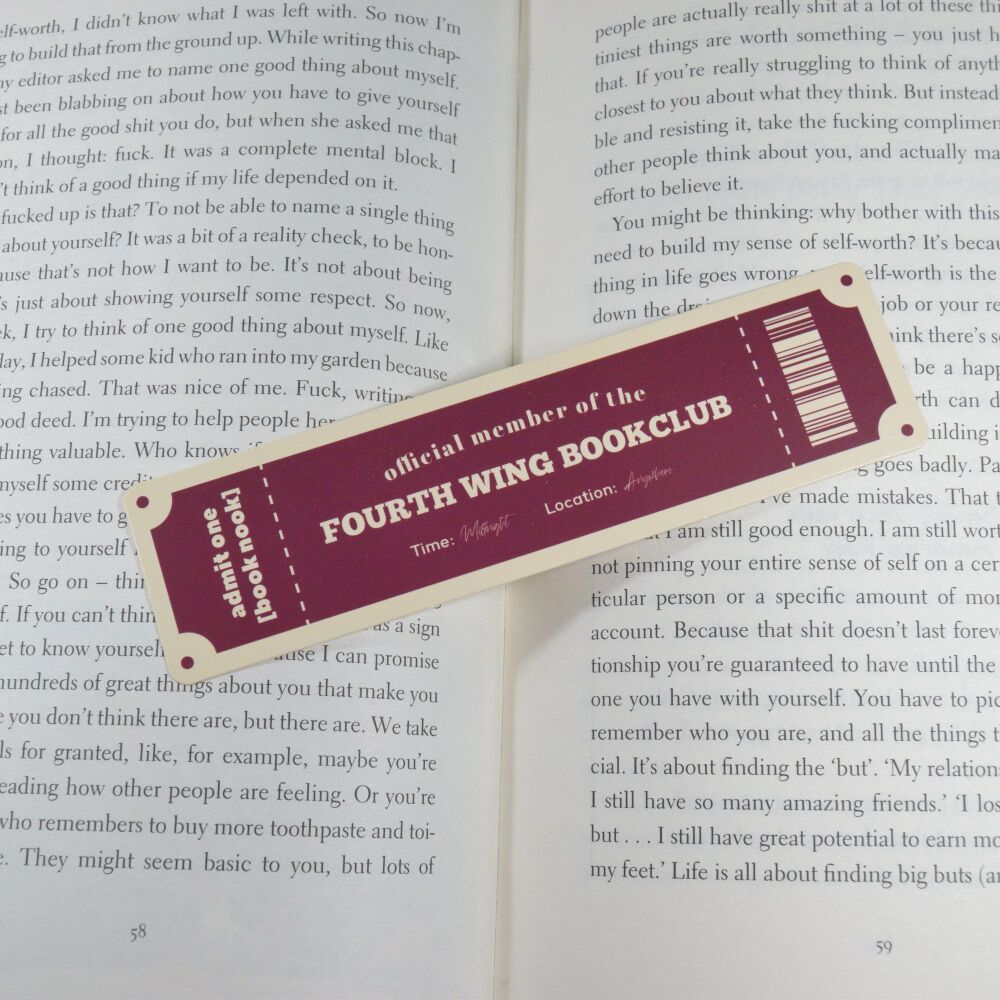 elf-worth, I didn't know what I was left with. So now I'm
to build that from the ground up. While writing this chap-
editor asked me to name one good thing about myself.
been blabbing on about how you have to give yourself
for all the good shit you do, but when she asked me that
I thought: fuck. It was a complete mental block. I
think of a good thing if my life depended on it.
fucked up is that? To not be able to name a single thing
about yourself? It was a bit of a reality check, to be hon-
that's not how I want to be. It's not about being
just about showing yourself some respect. So now,
I try to think of one good thing about myself. Like
I helped some kid who ran into my garden because
chased. That was nice of me. Fuck, writing
good deed. I'm trying to help people her
thing valuable. Who knows
myself some credit
you have to g
to yourself
So go on – thin
If you can't thin
as a sign
to know yoursel
I can promise
hundreds of great things about you that make you
you don't think there are, but there are. We take
for granted, like, for example, maybe you're
reading how other people are feeling. Or you're
who remembers to buy more toothpaste and toi-
They might seem basic to you, but lots of
58
admit one
[book nook]
official member of the
FOURTH WING BOOKCLUB
Time: Midnight
Location: Anywhere
people are actually really shit at a lot of these thi
tiniest things are worth something – you just h
that. If you're really struggling to think of anyth
closest to you about what they think. But instead
ble and resisting it, take the fucking complimen
other people think about you, and actually ma
effort to believe it.
You might be thinking: why bother with this
need to build my sense of self-worth? It's becau
thing in life goes wrong, elf-worth is the
down the dra job or your re
ink there's s
be a happ
rth can d
uilding i
goes badly. Pa
I've made mistakes. That
I am still good enough. I am still wort
not pinning your entire sense of self on a cer
ticular person or a specific amount of mon
account. Because that shit doesn't last forev
tionship you're guaranteed to have until the
one you have with yourself. You have to pic
remember who you are, and all the things t
cial. It's about finding the 'but'. 'My relations
I still have so many amazing friends.' 'I los
but . . . I still have great potential to earn mo
my feet.' Life is all about finding big buts (a
59